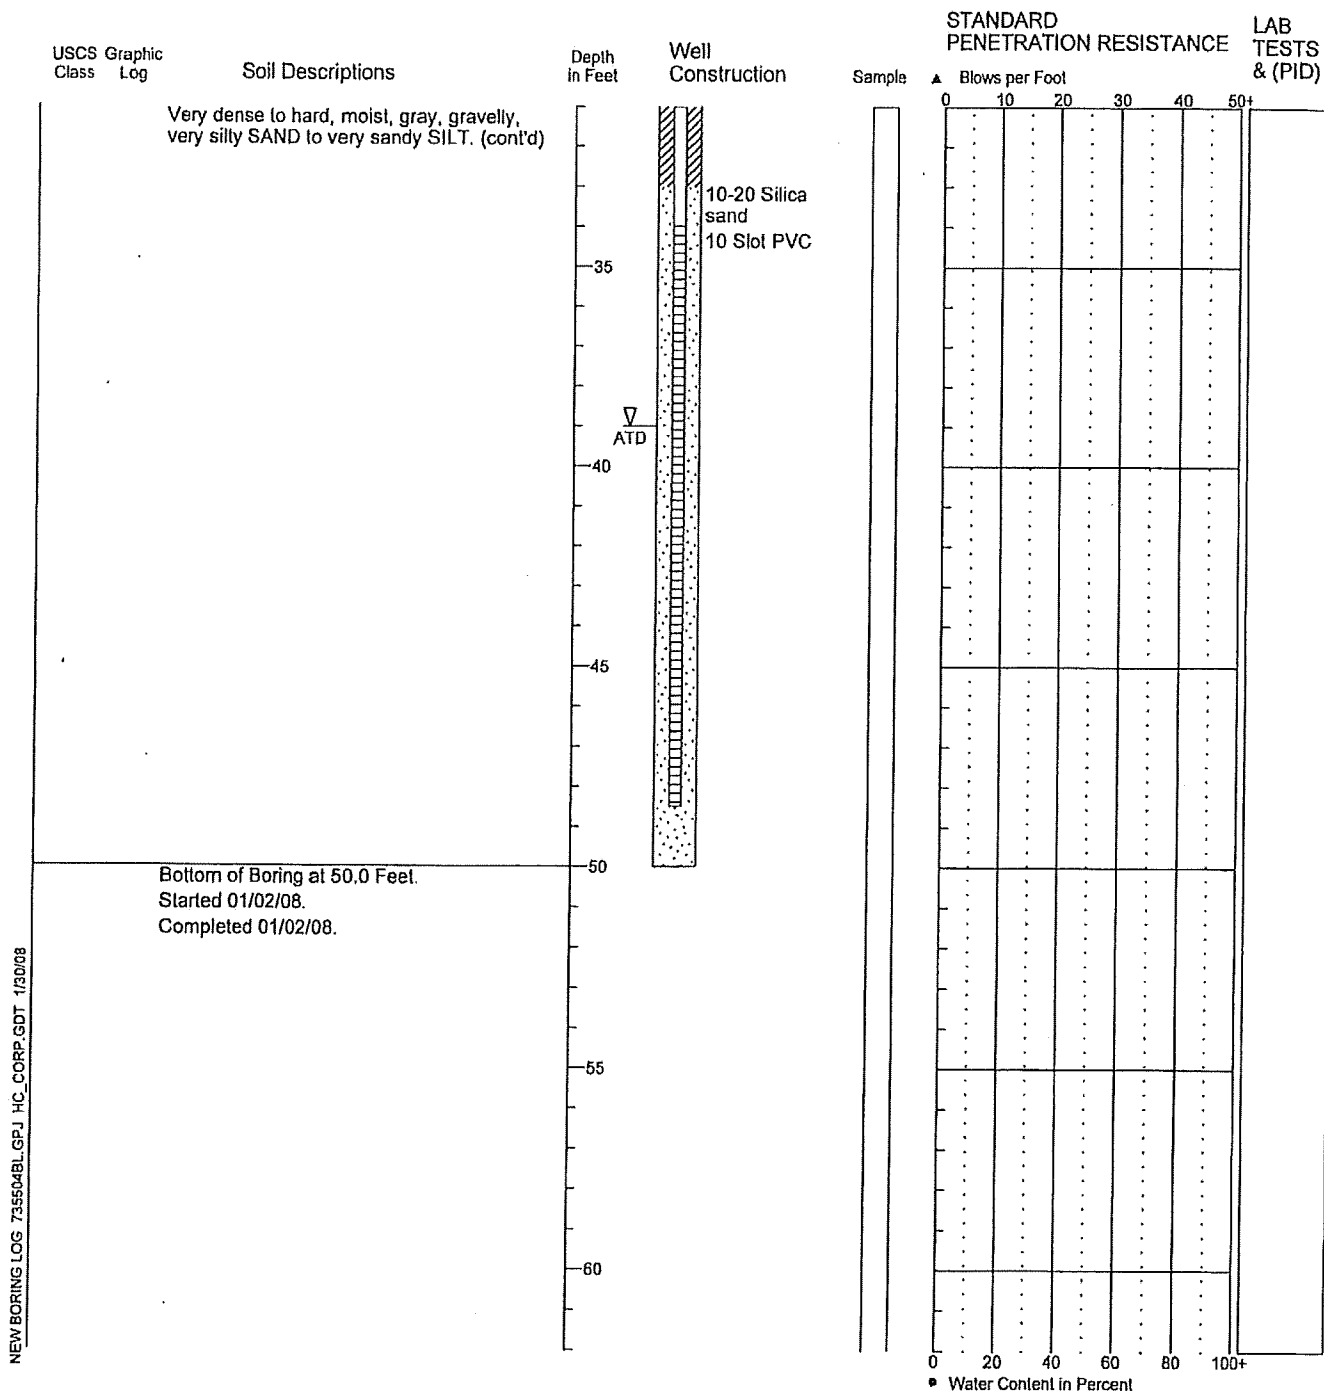 USCS Graphic
Class Log
Soil Descriptions
Depth
in Feet
Well
Construction
Sample
STANDARD
PENETRATION RESISTANCE
▲ Blows per Foot
0 10 20 30 40 50+
LAB
TESTS
& (PID)
Very dense to hard, moist, gray, gravelly,
very silty SAND to very sandy SILT. (cont'd)
10-20 Silica
sand
10 Slot PVC
35
ATD
40
45
50
Bottom of Boring at 50.0 Feet.
Started 01/02/08.
Completed 01/02/08.
55
60
0 20 40 60 80 100+
● Water Content in Percent
NEW BORING LOG 735504BL.GPJ HC_CORP.GDT 1/30/08